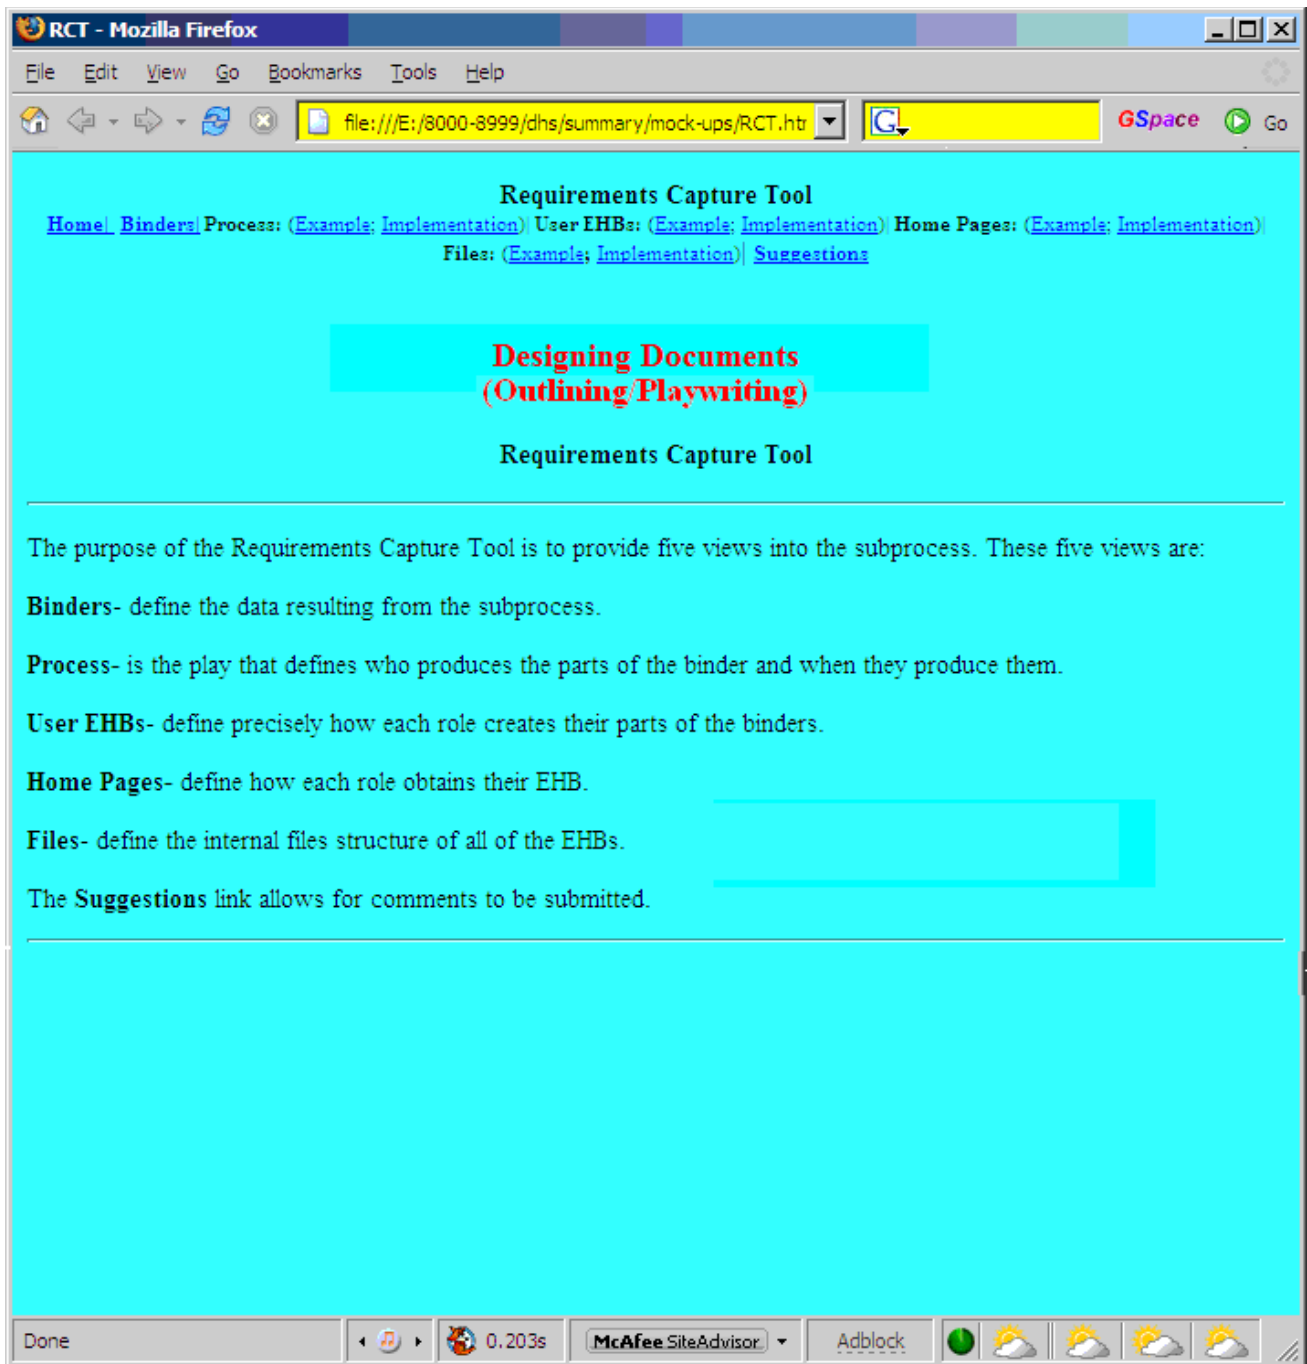 RCT - Mozilla Firefox
File Edit View Go Bookmarks Tools Help
file:///E:/8000-8999/dhs/summary/mock-ups/RCT.htr G GSpace Go
Requirements Capture Tool
Home| Binders| Process: (Example; Implementation)| User EHBs: (Example; Implementation)| Home Pages: (Example; Implementation)|
Files: (Example; Implementation)| Suggestions
Designing Documents
(Outlining/Playwriting)
Requirements Capture Tool
The purpose of the Requirements Capture Tool is to provide five views into the subprocess. These five views are:
Binders- define the data resulting from the subprocess.
Process- is the play that defines who produces the parts of the binder and when they produce them.
User EHBs- define precisely how each role creates their parts of the binders.
Home Pages- define how each role obtains their EHB.
Files- define the internal files structure of all of the EHBs.
The Suggestions link allows for comments to be submitted.
Done 0.203s McAfee SiteAdvisor Adblock